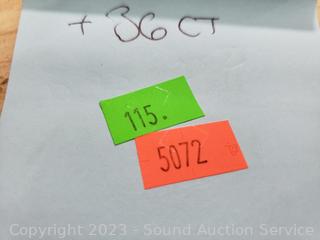 + 36 CT
115.
5072
Copyright 2023 - Sound Auction Service